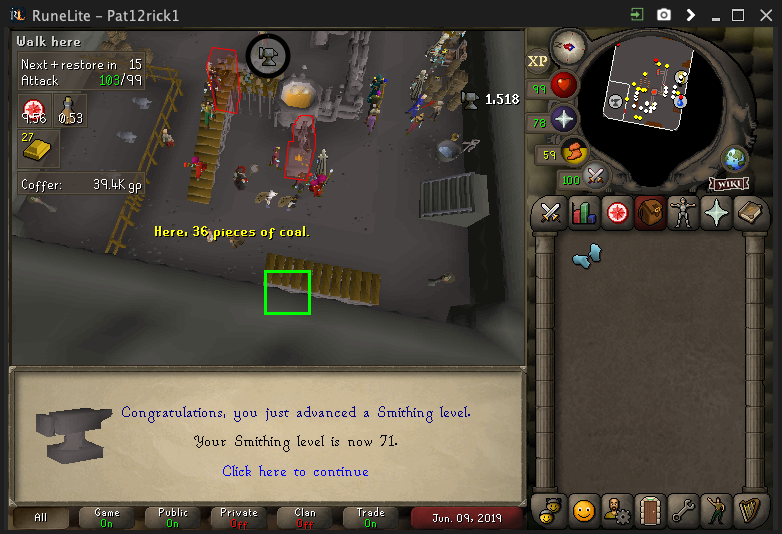 RuneLite - Pat12rick1
Walk here
Next + restore in 15
Attack 103/99
9:56 0:53
27
Coffer: 39.4K gp
1.518
XP
99
78
59
100
WIKI
Here, 36 pieces of coal.
Congratulations, you just advanced a Smithing level.
Your Smithing level is now 71.
Click here to continue
All
Game
On
Public
On
Private
Off
Clan
Off
Trade
On
Jun. 09, 2019